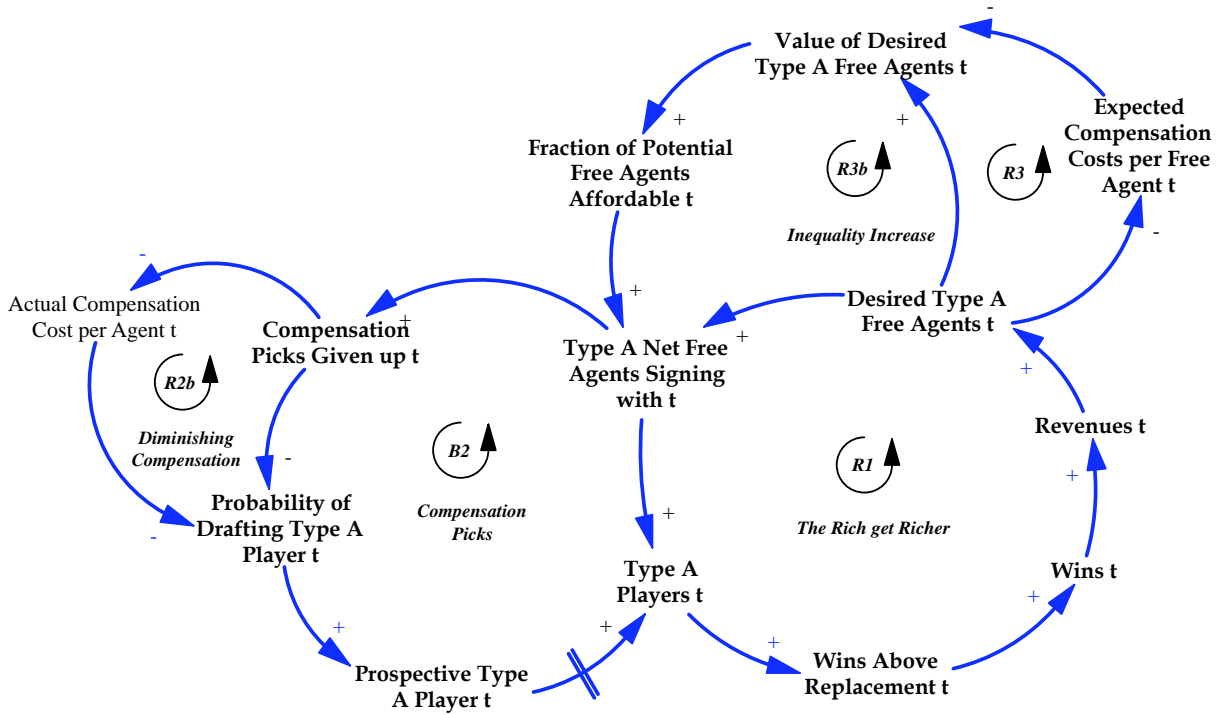 -
Value of Desired
Type A Free Agents t
Expected
Compensation
Costs per Free
Agent t
+
+
Fraction of Potential
Free Agents
Affordable t
R3b
R3
Inequality Increase
-
-
Actual Compensation
Cost per Agent t
+
Desired Type A
Free Agents t
Compensation
Picks Given up t
+
+
Type A Net Free
Agents Signing
with t
R2b
+
Revenues t
Diminishing
Compensation
-
B2
R1
+
Probability of
Drafting Type A
Player t
-
Compensation
Picks
+
The Rich get Richer
Type A
Players t
Wins t
+
+
+
+
Prospective Type
A Player t
Wins Above
Replacement t